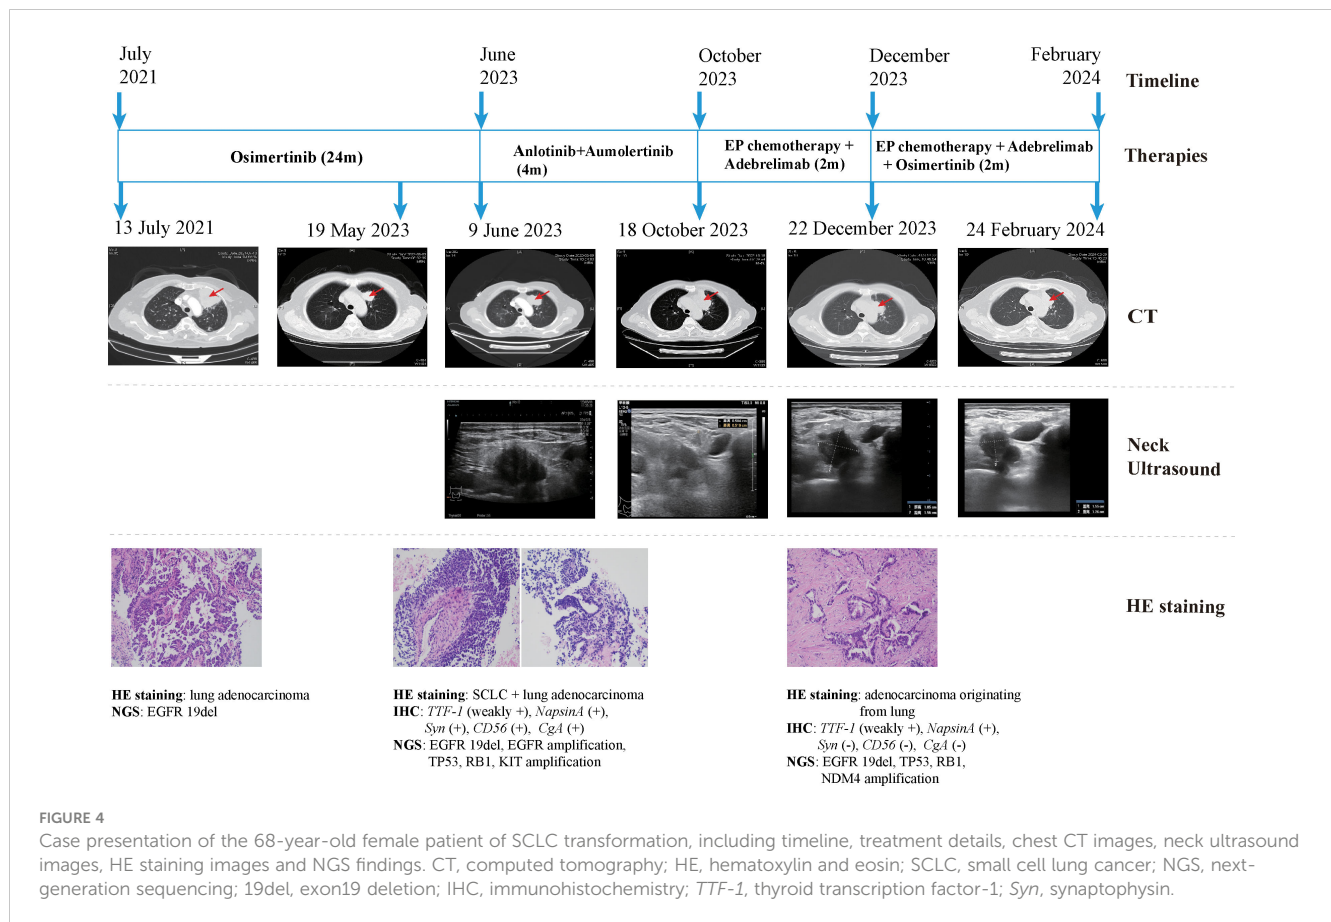 July
2021
June
2023
October
2023
December
2023
February
2024
Timeline
Osimertinib (24m)
Anlotinib+Aumolertinib
(4m)
EP chemotherapy +
Adebrelimab (2m)
EP chemotherapy + Adebrelimab
+ Osimertinib (2m)
Therapies
13 July 2021
19 May 2023
9 June 2023
18 October 2023
22 December 2023
24 February 2024
CT
Neck
Ultrasound
HE staining
HE staining: lung adenocarcinoma
NGS: EGFR 19del
HE staining: SCLC + lung adenocarcinoma
IHC: TTF-1 (weakly +), NapsinA (+),
Syn (+), CD56 (+), CgA (+)
NGS: EGFR 19del, EGFR amplification,
TP53, RB1, KIT amplification
HE staining: adenocarcinoma originating
from lung
IHC: TTF-1 (weakly +), NapsinA (+),
Syn (-), CD56 (-), CgA (-)
NGS: EGFR 19del, TP53, RB1,
NDM4 amplification
FIGURE 4
Case presentation of the 68-year-old female patient of SCLC transformation, including timeline, treatment details, chest CT images, neck ultrasound
images, HE staining images and NGS findings. CT, computed tomography; HE, hematoxylin and eosin; SCLC, small cell lung cancer; NGS, next-
generation sequencing; 19del, exon19 deletion; IHC, immunohistochemistry; TTF-1, thyroid transcription factor-1; Syn, synaptophysin.